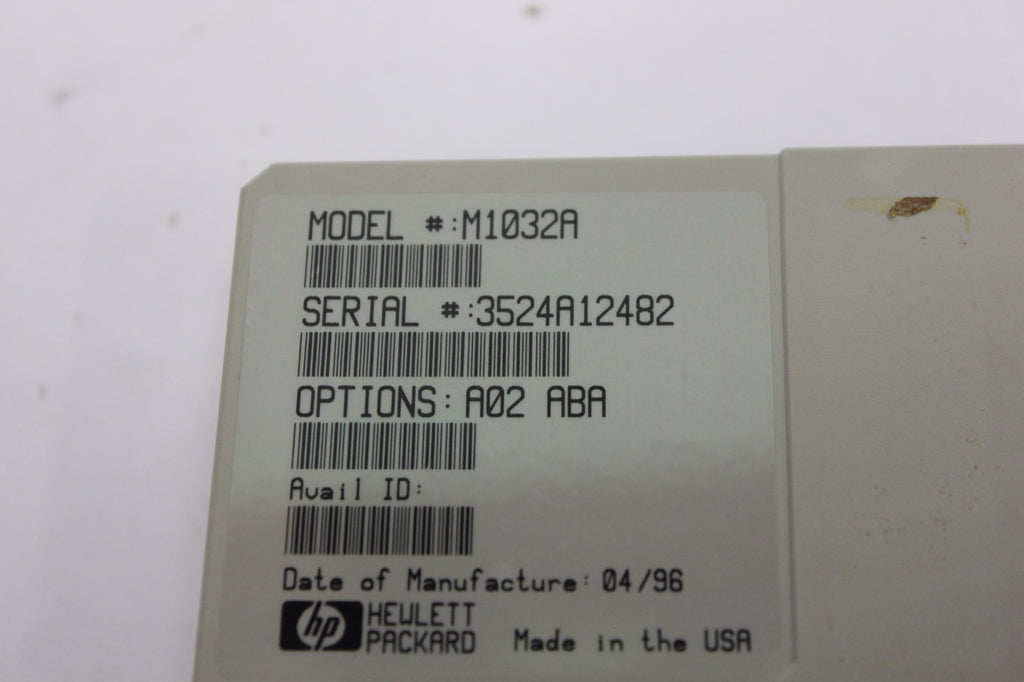 MODEL #:M1032A
SERIAL #:3524A12482
OPTIONS: A02 ABA
Avail ID:
Date of Manufacture: 04/96
hp HEWLETT
PACKARD Made in the USA